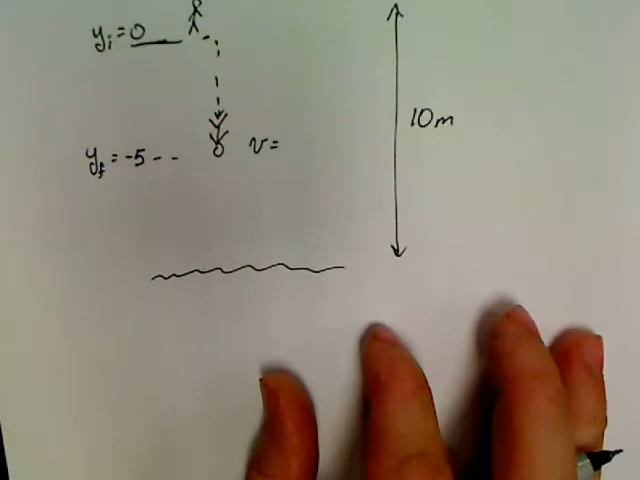 yi = 0
10m
yf = -5 - -
v =